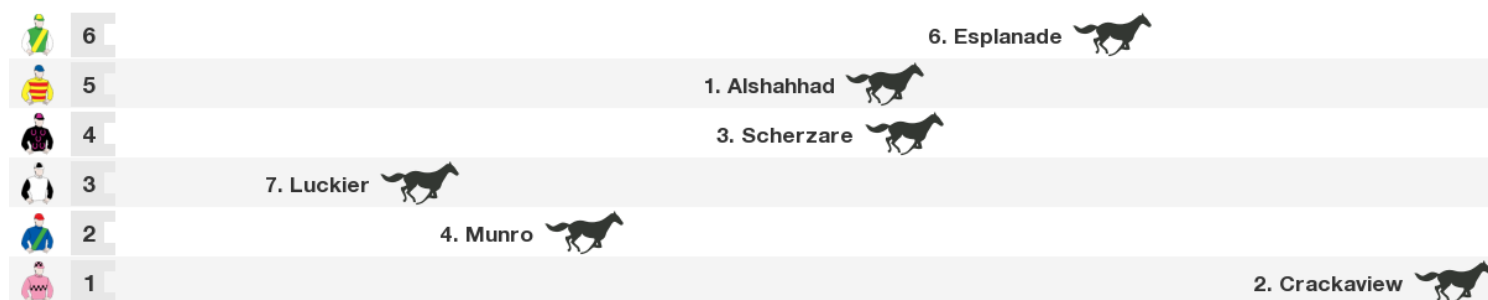 6 6. Esplanade
5 1. Alshahhad
4 3. Scherzare
3 7. Luckier
2 4. Munro
1 2. Crackaview